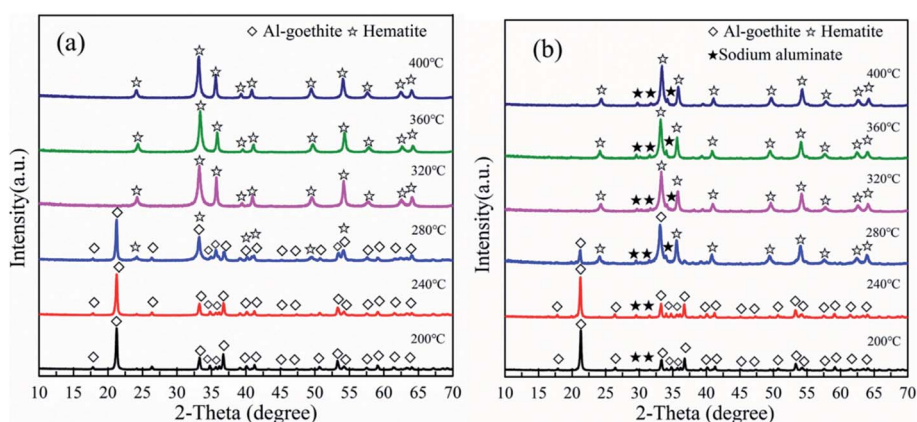 (a)
◇ Al-goethite ☆ Hematite
400℃
360℃
320℃
280℃
240℃
200℃
Intensity(a.u.)
10 15 20 25 30 35 40 45 50 55 60 65 70
2-Theta (degree)
(b)
◇ Al-goethite ☆ Hematite
★Sodium aluminate
400℃
360℃
320℃
280℃
240℃
200℃
Intensity(a.u.)
10 15 20 25 30 35 40 45 50 55 60 65 70
2-Theta (degree)